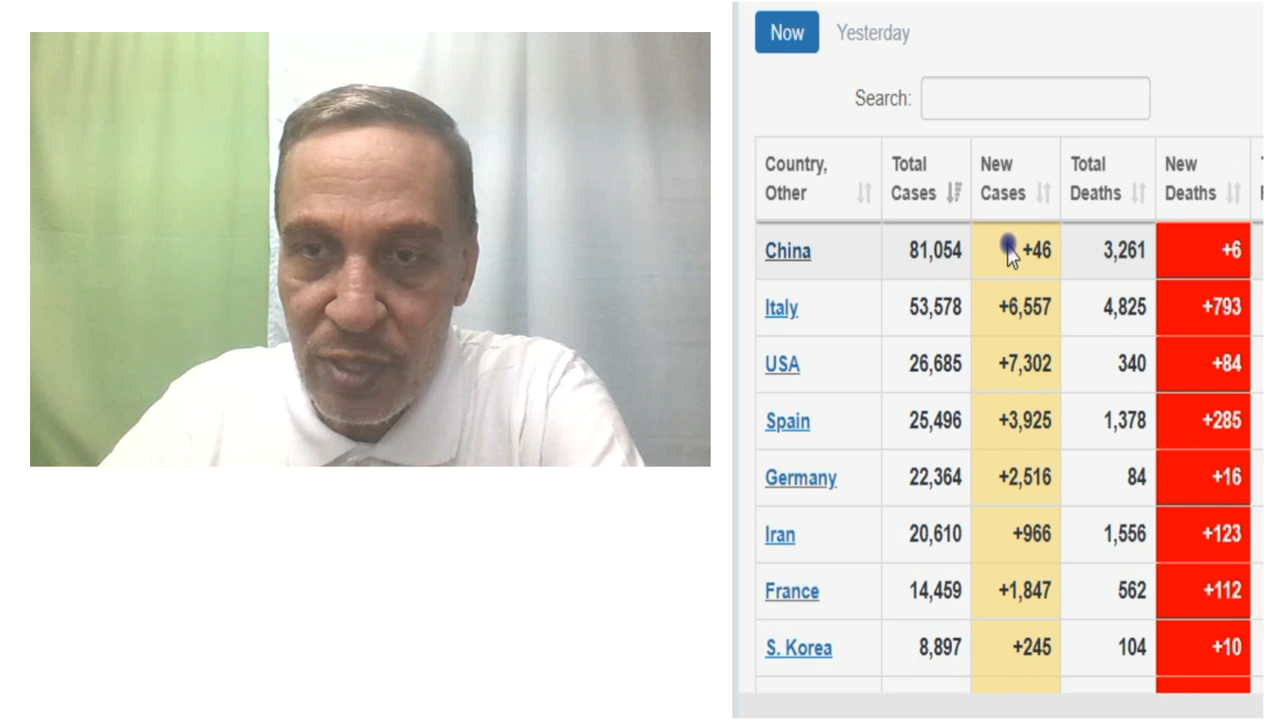 Now Yesterday
Search:
Country, Total New Total New
Other Cases Cases Deaths Deaths
China 81,054 +46 3,261 +6
Italy 53,578 +6,557 4,825 +793
USA 26,685 +7,302 340 +84
Spain 25,496 +3,925 1,378 +285
Germany 22,364 +2,516 84 +16
Iran 20,610 +966 1,556 +123
France 14,459 +1,847 562 +112
S. Korea 8,897 +245 104 +10